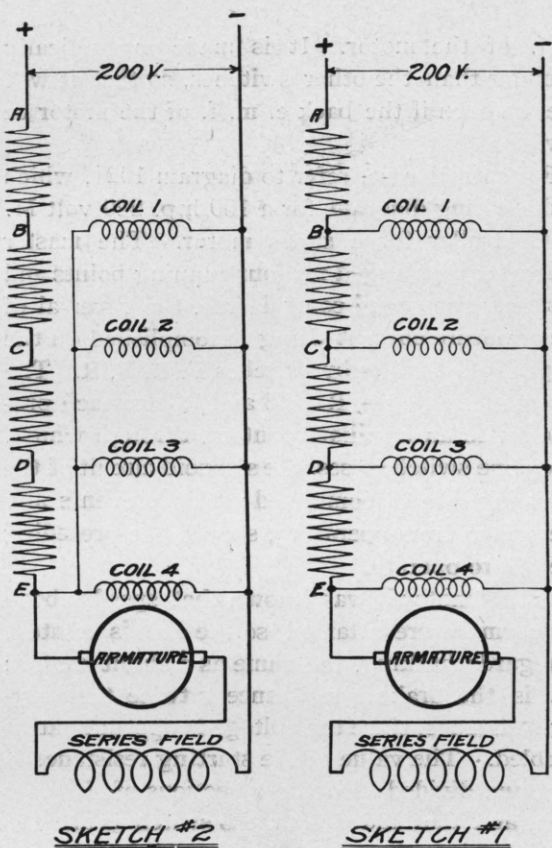 + -
200 V.
A
B
COIL 1
COIL 2
C
COIL 3
D
COIL 4
E
ARMATURE
SERIES FIELD
SKETCH #2
+ -
200 V.
A
B
COIL 1
COIL 2
C
COIL 3
D
COIL 4
E
ARMATURE
SERIES FIELD
SKETCH #1